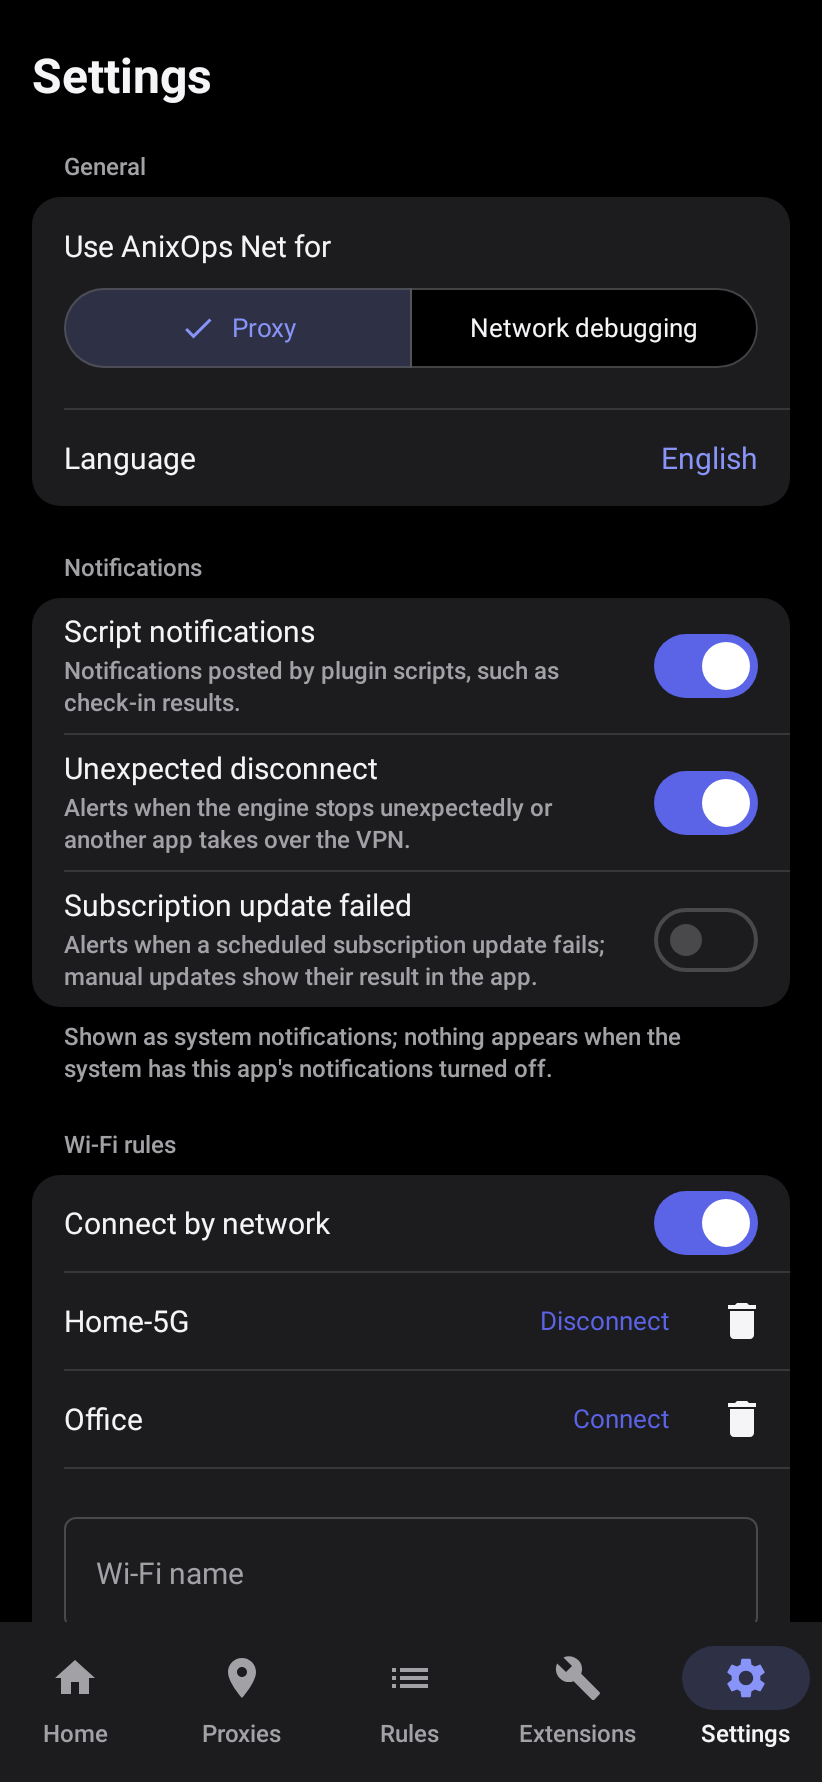 Settings
General
Use AnixOps Net for
Proxy
Network debugging
Language
English
Notifications
Script notifications
Notifications posted by plugin scripts, such as
check-in results.
Unexpected disconnect
Alerts when the engine stops unexpectedly or
another app takes over the VPN.
Subscription update failed
Alerts when a scheduled subscription update fails;
manual updates show their result in the app.
Shown as system notifications; nothing appears when the
system has this app's notifications turned off.
Wi-Fi rules
Connect by network
Home-5G
Disconnect
Office
Connect
Wi-Fi name
Home
Proxies
Rules
Extensions
Settings